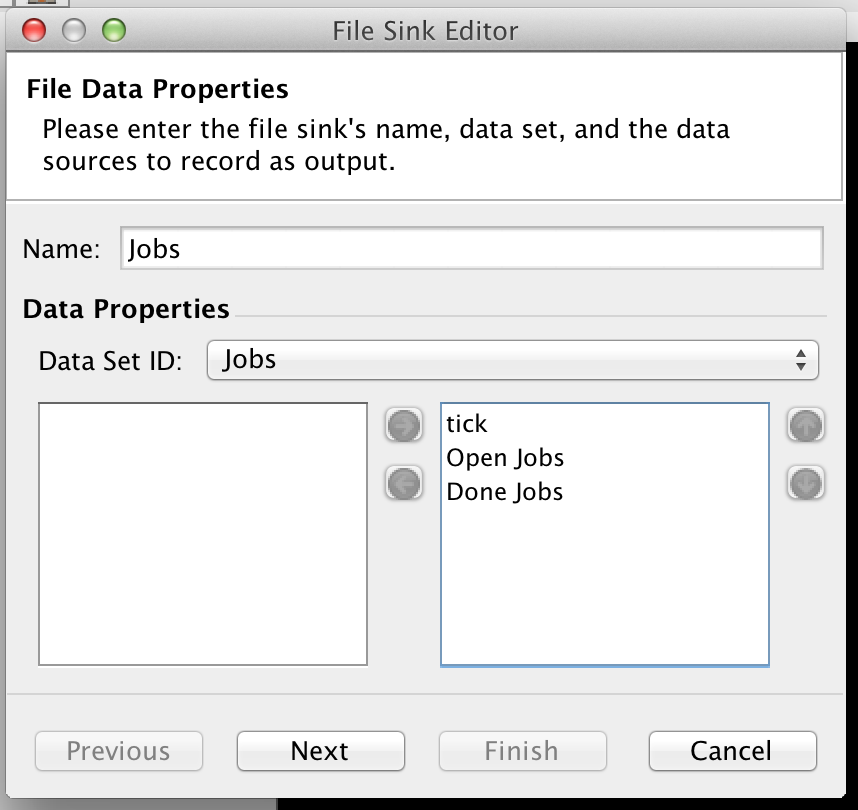 File Sink Editor
File Data Properties
Please enter the file sink's name, data set, and the data
sources to record as output.
Name: Jobs
Data Properties
Data Set ID: Jobs
tick
Open Jobs
Done Jobs
Previous Next Finish Cancel